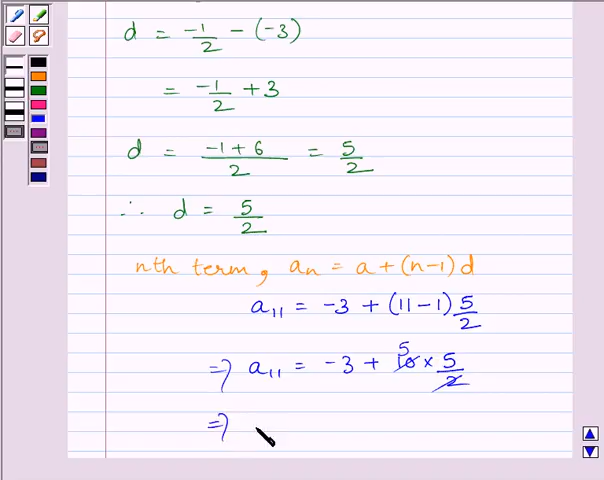 d = -1/2 - (-3)
= -1/2 + 3
d = -1 + 6/2 = 5/2
∴ d = 5/2
nth term, an = a + (n-1) d
a11 = -3 + (11-1) 5/2
=> a11 = -3 + 10 5 × 5/2
=>